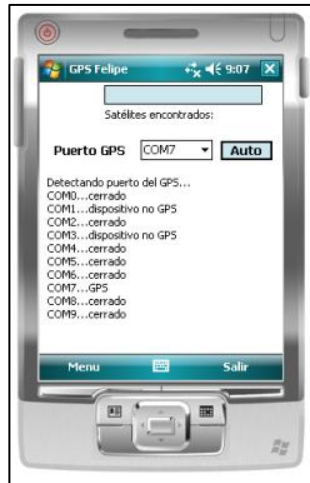 GPS Felipe 9:07
Satélites encontrados:
Puerto GPS COM7 Auto
Detectando puerto del GPS...
COM0...cerrado
COM1...dispositivo no GPS
COM2...cerrado
COM3...dispositivo no GPS
COM4...cerrado
COM5...cerrado
COM6...cerrado
COM7...GPS
COM8...cerrado
COM9...cerrado
Menu Salir